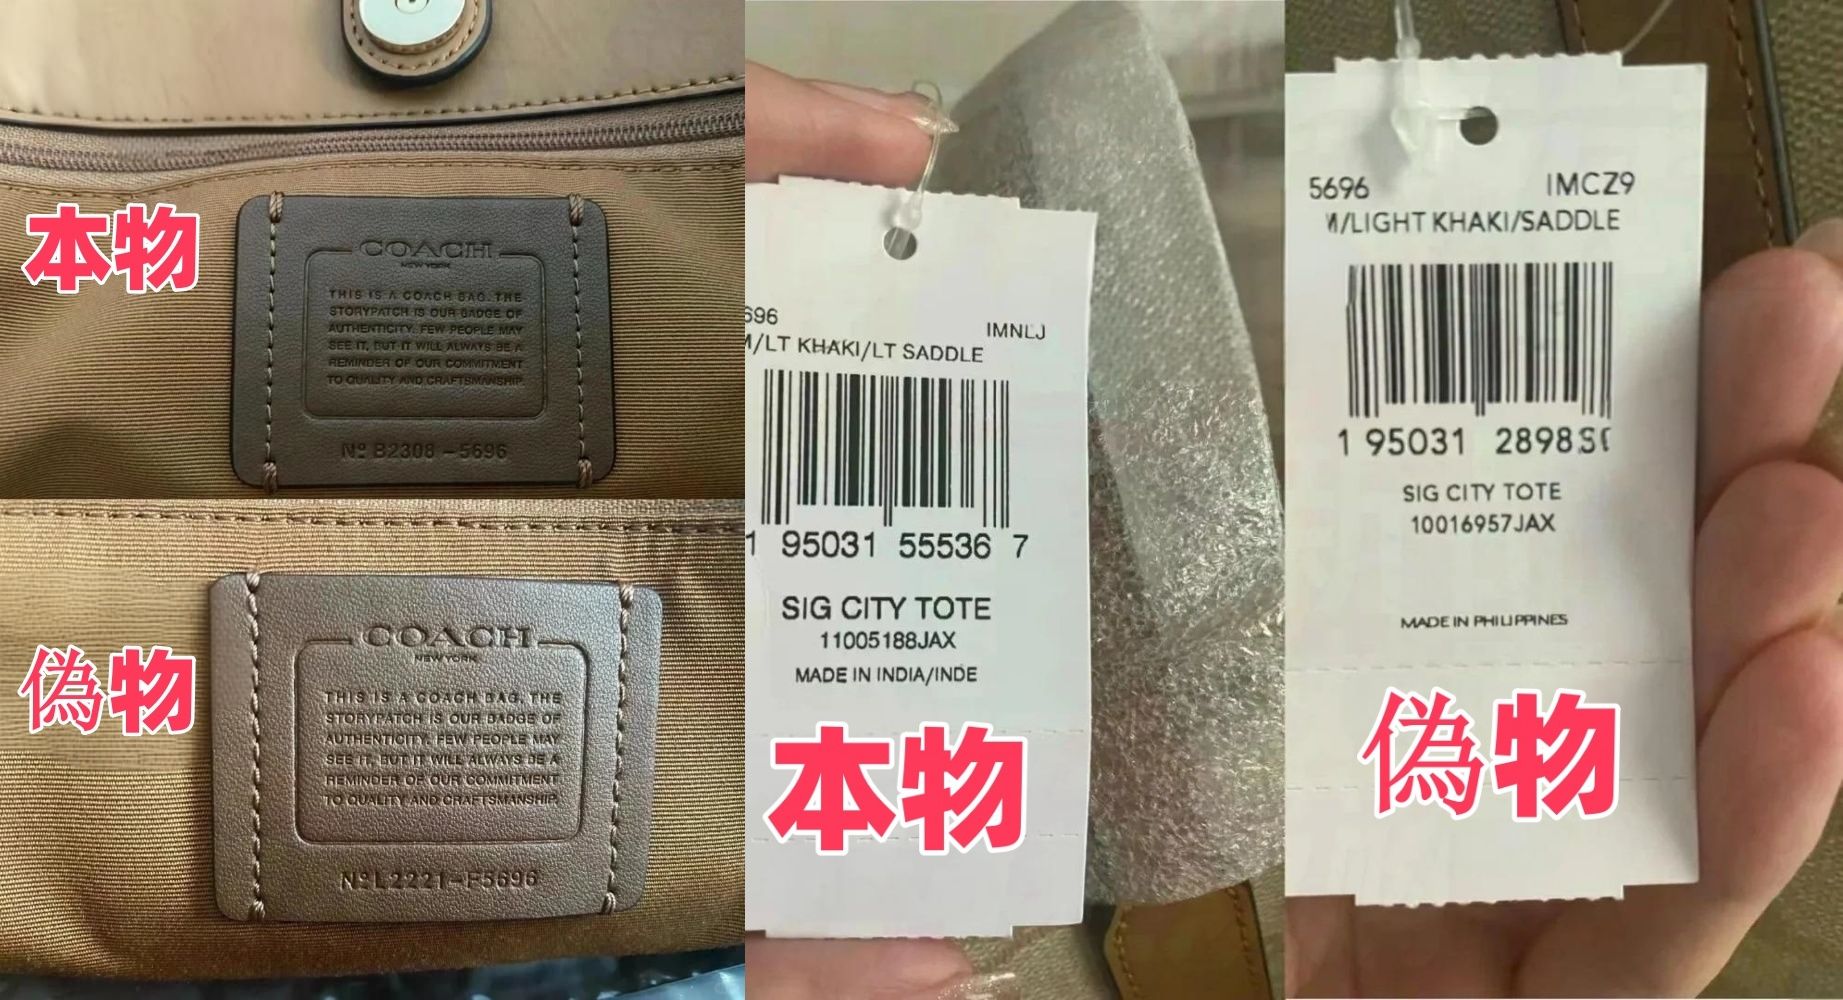 本物
COACH
NEW YORK
THIS IS A COACH BAG. THE
STORYPATCH IS OUR BADGE OF
AUTHENTICITY. FEW PEOPLE MAY
SEE IT, BUT IT WILL ALWAYS BE A
REMINDER OF OUR COMMITMENT
TO QUALITY AND CRAFTSMANSHIP.
Nº B2308-5696
偽物
COACH
NEW YORK
THIS IS A COACH BAG. THE
STORYPATCH IS OUR BADGE OF
AUTHENTICITY. FEW PEOPLE MAY
SEE IT, BUT IT WILL ALWAYS BE A
REMINDER OF OUR COMMITMENT
TO QUALITY AND CRAFTSMANSHIP.
Nº L2221-F5696
696 IMNLJ
/LT KHAKI/LT SADDLE
1 95031 55536 7
SIG CITY TOTE
11005188JAX
MADE IN INDIA/INDE
本物
5696 IMCZ9
/LIGHT KHAKI/SADDLE
1 95031 2898
SIG CITY TOTE
10016957JAX
MADE IN PHILIPPINES
偽物